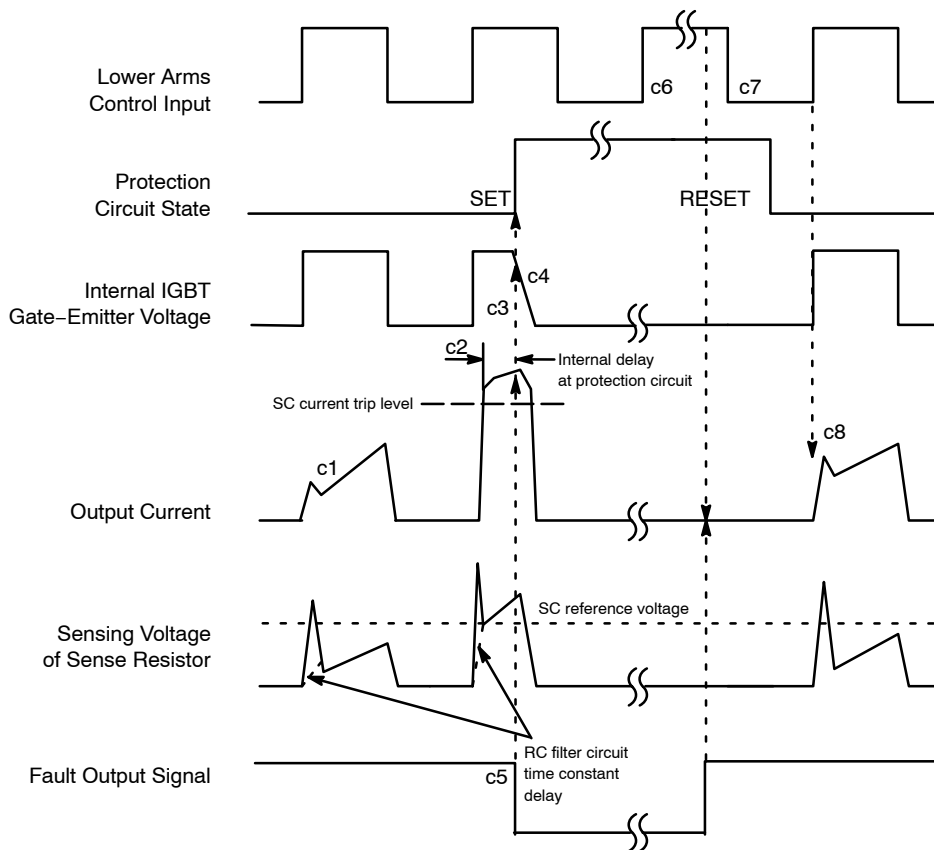 Lower Arms
Control Input
c6
c7
Protection
Circuit State
SET
RESET
Internal IGBT
Gate−Emitter Voltage
c3
c4
c2
Internal delay
at protection circuit
SC current trip level
c1
c8
Output Current
SC reference voltage
Sensing Voltage
of Sense Resistor
RC filter circuit
time constant
delay
Fault Output Signal
c5